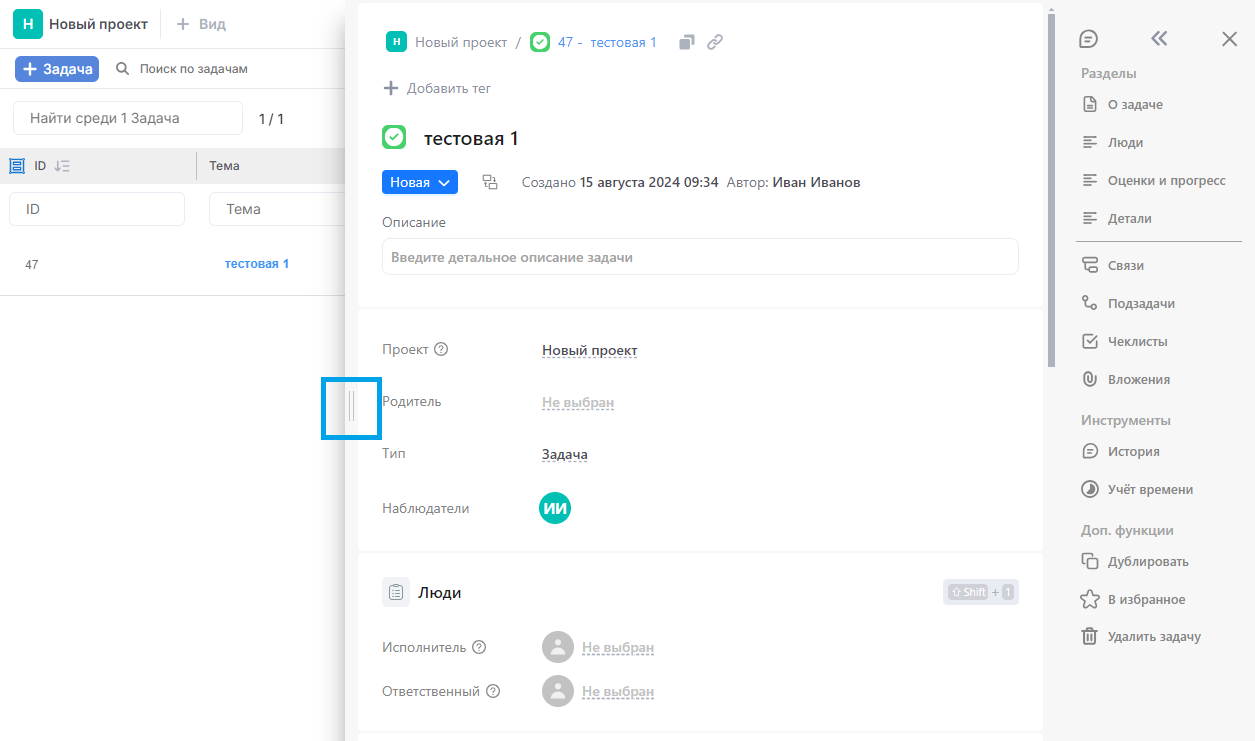 Н Новый проект + Вид
+ Задача Поиск по задачам
Найти среди 1 Задача 1 / 1
ID Тема
ID Тема
47 тестовая 1
Н Новый проект / 47 - тестовая 1
+ Добавить тег
тестовая 1
Новая Создано 15 августа 2024 09:34 Автор: Иван Иванов
Описание
Введите детальное описание задачи
Проект ? Новый проект
Родитель Не выбран
Тип Задача
Наблюдатели ИИ
Люди Shift + 1
Исполнитель ? Не выбран
Ответственный ? Не выбран
Разделы
О задаче
Люди
Оценки и прогресс
Детали
Связи
Подзадачи
Чеклисты
Вложения
Инструменты
История
Учёт времени
Доп. функции
Дублировать
В избранное
Удалить задачу